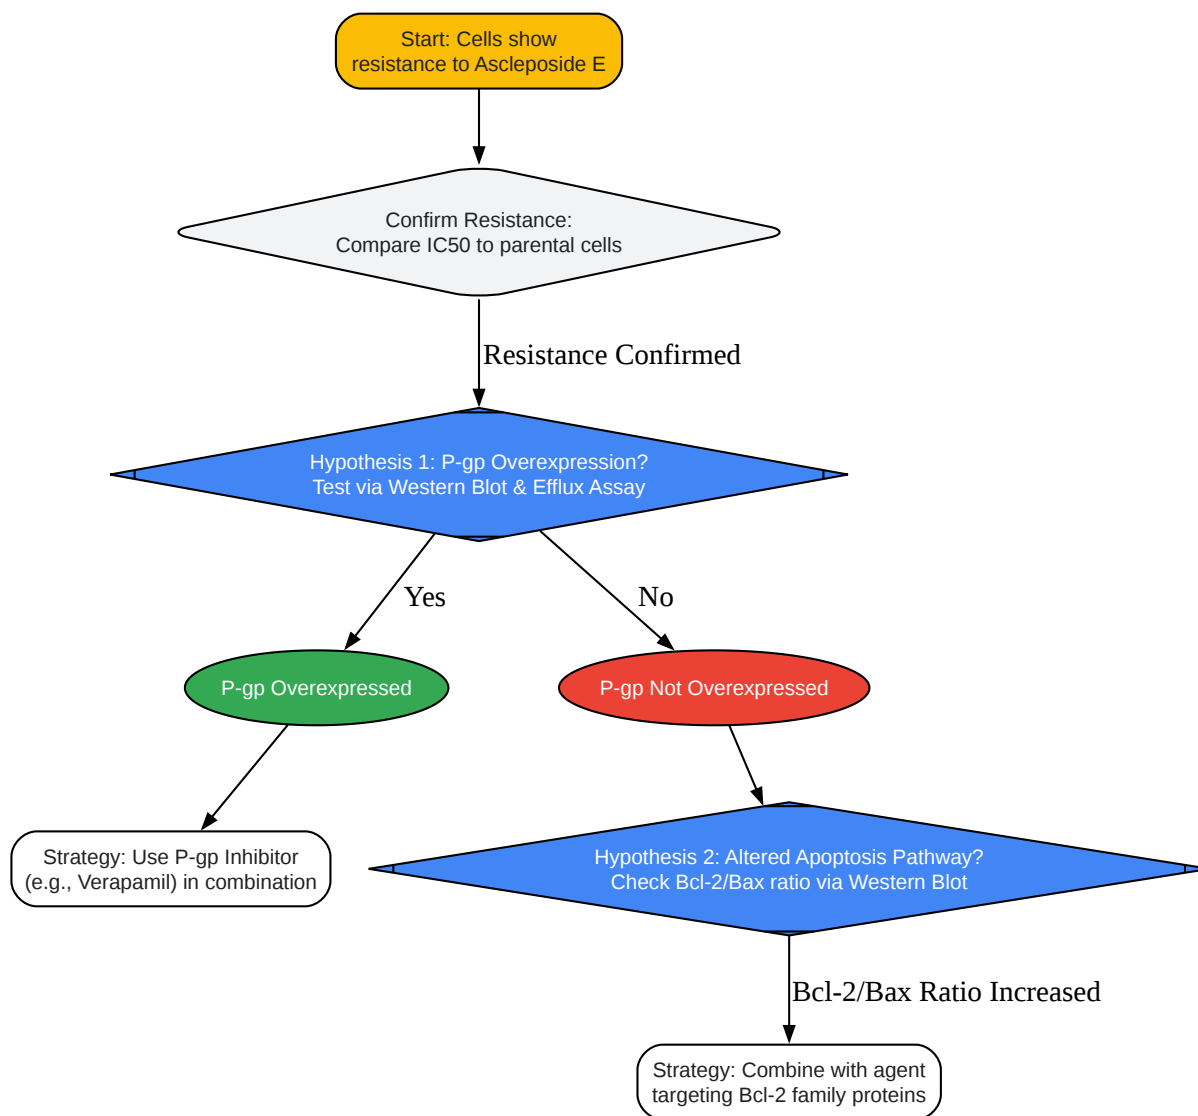 Start: Cells show
resistance to Ascleposide E
Confirm Resistance:
Compare IC50 to parental cells
Resistance Confirmed
Hypothesis 1: P-gp Overexpression?
Test via Western Blot & Efflux Assay
Yes
No
P-gp Overexpressed
P-gp Not Overexpressed
Strategy: Use P-gp Inhibitor
(e.g., Verapamil) in combination
Hypothesis 2: Altered Apoptosis Pathway?
Check Bcl-2/Bax ratio via Western Blot
Bcl-2/Bax Ratio Increased
Strategy: Combine with agent
targeting Bcl-2 family proteins